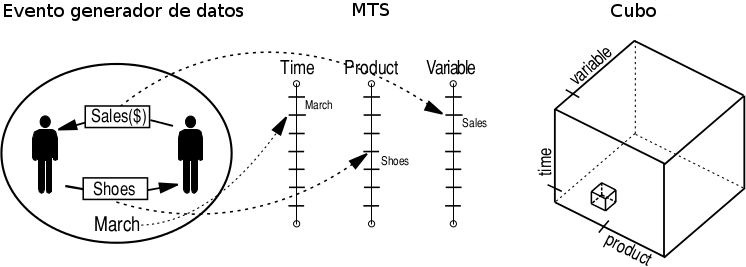 Evento generador de datos
MTS
Cubo
Time
Product
Variable
March
Sales
Shoes
Sales($)
Shoes
March
variable
time
product